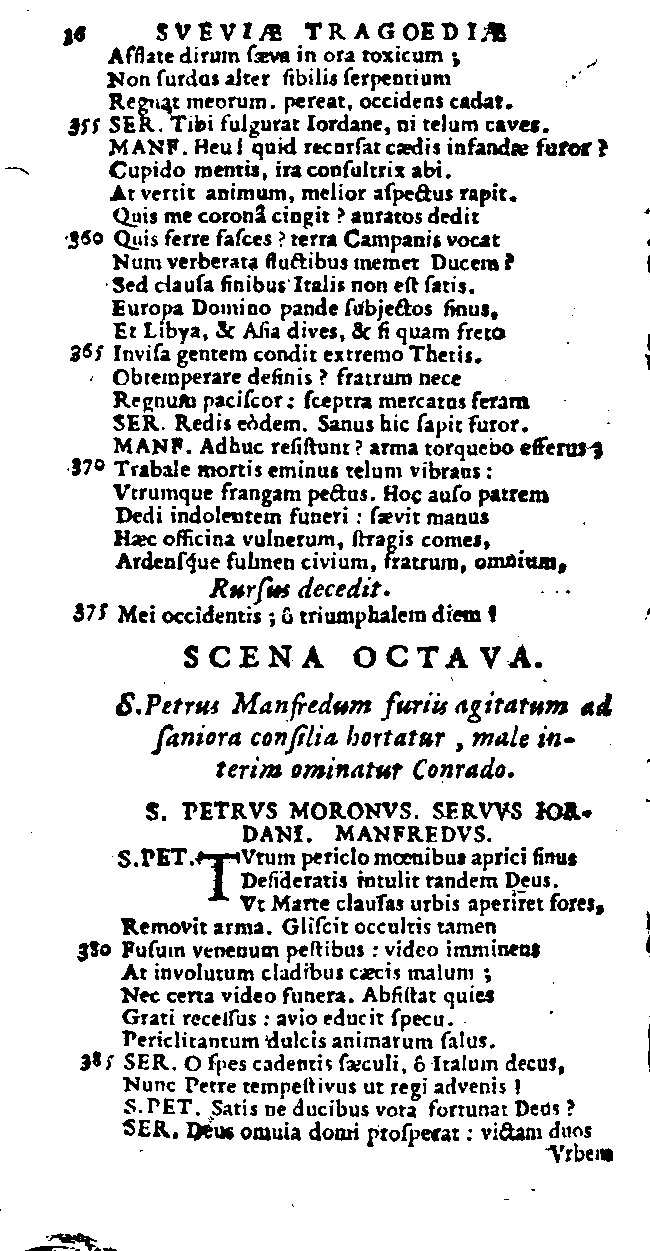 36 SVEVIÆ TRAGOEDIÆ
Afflate dirum ſæva in ora toxicum ;
Non ſurdus alter ſibilis ſerpentium
Regnat meorum. pereat, occidens cadat.
355 SER. Tibi fulgurat Iordane, ni telum caves.
MANF. Heu ! quid recurſat cædis infandæ furor ?
Cupido mentis, ira conſultrix abi.
At vertit animum, melior aſpectus rapit.
Quis me coronâ cingit ? auratos dedit
360 Quis ferre faſces ? terra Campanis vocat
Num verberata fluctibus memet Ducem ?
Sed clauſa finibus Italis non eſt ſatis.
Europa Domino pande ſubjectos ſinus,
Et Libya, & Aſia dives, & ſi quam freto
365 Inviſa gentem condit extremo Thetis.
Obtemperare definis ? fratrum nece
Regnum paciſcor : ſceptra mercatus feram
SER. Redis eòdem. Sanus hic ſapit furor.
MANF. Adhuc reſiſtunt ? arma torquebo efferus ;
370 Trabale mortis eminus telum vibrans :
Vtrumque frangam pectus. Hoc auſo patrem
Dedi indolentem funeri : ſævit manus
Hæc officina vulnerum, ſtragis comes,
Ardenſq́ue fulmen civium, fratrum, omnium,
Rurſus decedit.
375 Mei occidentis ; ô triumphalem diem !
SCENA OCTAVA.
S. Petrus Manfredum furiis agitatum ad
ſaniora conſilia hortatur , male in-
terim ominatur Conrado.
S. PETRVS MORONVS. SERVVS IOR-
DANI. MANFREDVS.
S.PET. TVtum periclo mœnibus aprici ſinus
Deſideratis intulit tandem Deus.
Vt Marte clauſas urbis aperiret fores,
Removit arma. Gliſcit occultis tamen
380 Fuſum venenum peſtibus : video imminens
At involutum cladibus cæcis malum ;
Nec certa video funera. Abſiſtat quies
Grati receſſus : avio educit ſpecu.
Periclitantum dulcis animarum ſalus.
385 SER. O ſpes cadentis ſæculi, ô Italum decus,
Nunc Petre tempeſtivus ut regi advenis !
S.PET. Satis ne ducibus vota fortunat Deus ?
SER. Deus omnia domi proſperat : victam duos
Vrbem